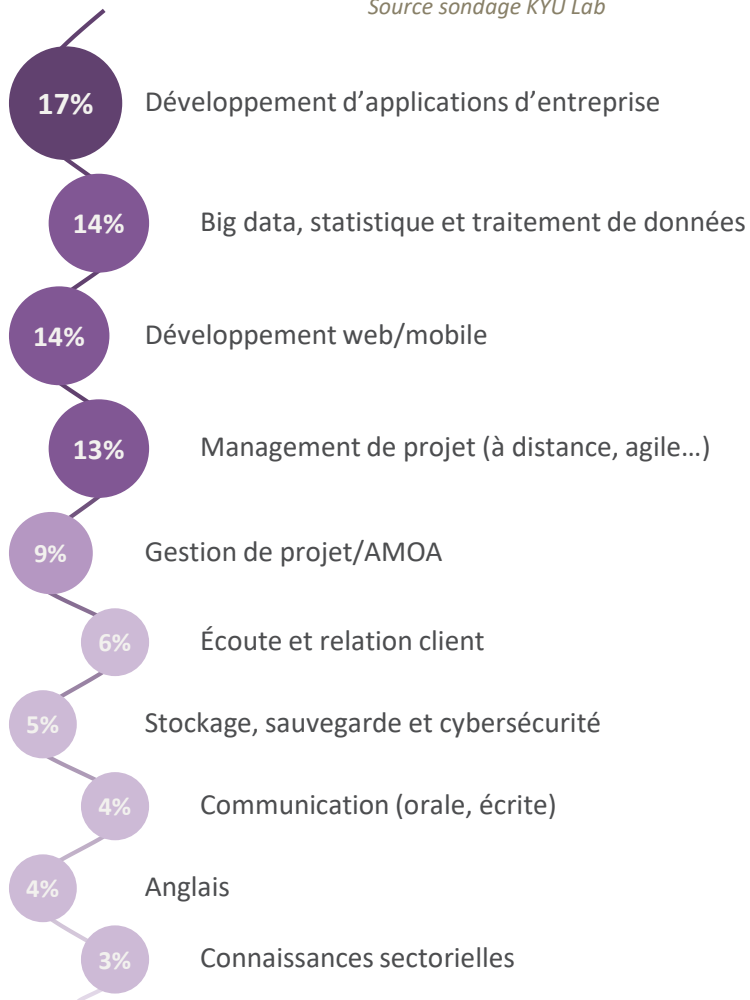 Source sondage KYU Lab
17% Développement d’applications d’entreprise
14% Big data, statistique et traitement de données
14% Développement web/mobile
13% Management de projet (à distance, agile…)
9% Gestion de projet/AMOA
6% Écoute et relation client
5% Stockage, sauvegarde et cybersécurité
4% Communication (orale, écrite)
4% Anglais
3% Connaissances sectorielles